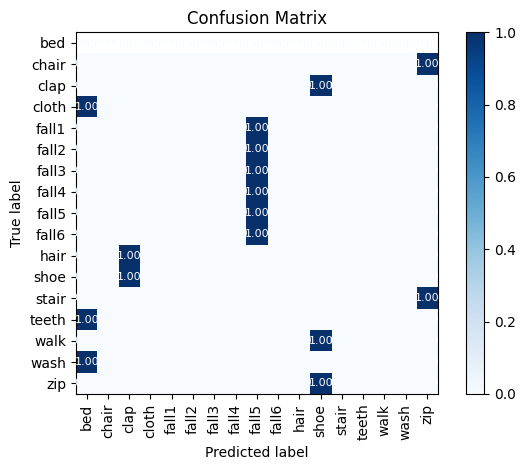 Confusion Matrix
True label
bed
chair 1.00
clap 1.00
cloth 1.00
fall1 1.00
fall2 1.00
fall3 1.00
fall4 1.00
fall5 1.00
fall6 1.00
hair 1.00
shoe 1.00
stair 1.00
teeth 1.00
walk 1.00
wash 1.00
zip 1.00
bed chair clap cloth fall1 fall2 fall3 fall4 fall5 fall6 hair shoe stair teeth walk wash zip
Predicted label
1.0
0.8
0.6
0.4
0.2
0.0